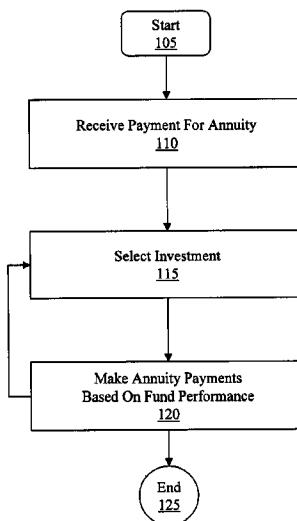 Start
105
Receive Payment For Annuity
110
Select Investment
115
Make Annuity Payments
Based On Fund Performance
120
End
125